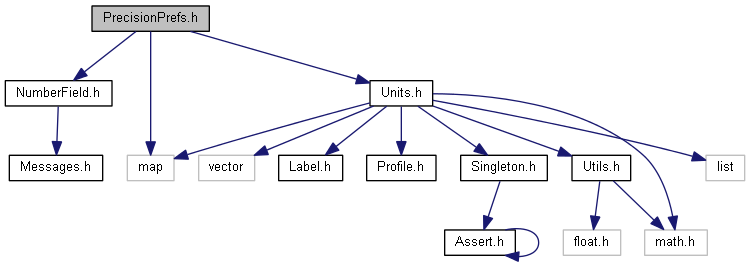 PrecisionPrefs.h
NumberField.h
Units.h
Messages.h
map
vector
Label.h
Profile.h
Singleton.h
Utils.h
list
Assert.h
float.h
math.h